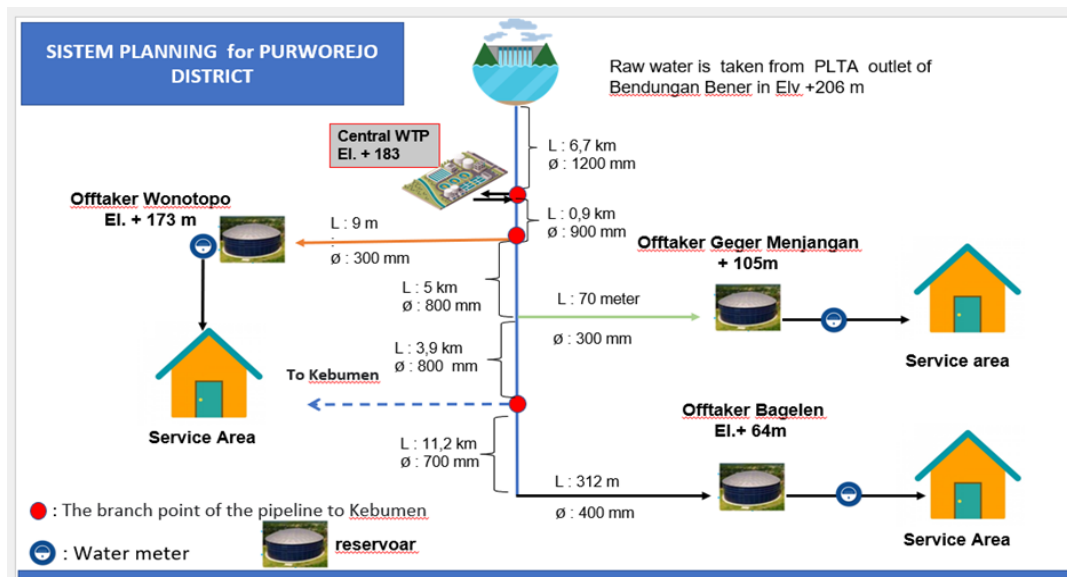 SISTEM PLANNING for PURWOREJO
DISTRICT
Raw water is taken from PLTA outlet of
Bendungan Bener in Elv +206 m
Central WTP
El. + 183
L : 6,7 km
ø : 1200 mm
Offtaker Wonotopo
El. + 173 m
L : 9 m
:
ø : 300 mm
L : 0,9 km
ø : 900 mm
Offtaker Geger Menjangan
+ 105m
L : 5 km
ø : 800 mm
L : 70 meter
ø : 300 mm
Service area
L : 3,9 km
ø : 800 mm
To Kebumen
Service Area
Offtaker Bagelen
El.+ 64m
L : 11,2 km
ø : 700 mm
L : 312 m
ø : 400 mm
Service Area
: The branch point of the pipeline to Kebumen
: Water meter
reservoar